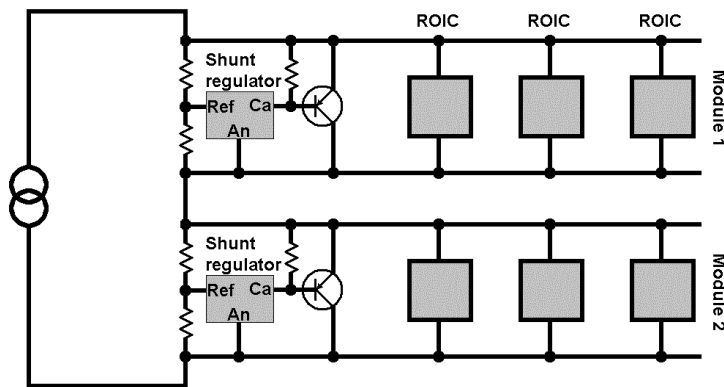 ROIC ROIC ROIC
Shunt
regulator
Ref Ca
An
Module 1
Shunt
regulator
Ref Ca
An
Module 2